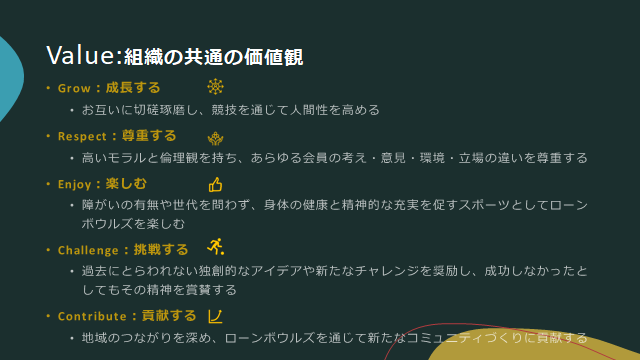 Value:組織の共通の価値観
• Grow：成長する
• お互いに切磋琢磨し、競技を通じて人間性を高める
• Respect：尊重する
• 高いモラルと倫理観を持ち、あらゆる会員の考え・意見・環境・立場の違いを尊重する
• Enjoy：楽しむ
• 障がいの有無や世代を問わず、身体の健康と精神的な充実を促すスポーツとしてローン
ボウルズを楽しむ
• Challenge：挑戦する
• 過去にとらわれない独創的なアイデアや新たなチャレンジを奨励し、成功しなかったと
してもその精神を賞賛する
• Contribute：貢献する
• 地域のつながりを深め、ローンボウルズを通じて新たなコミュニティづくりに貢献する